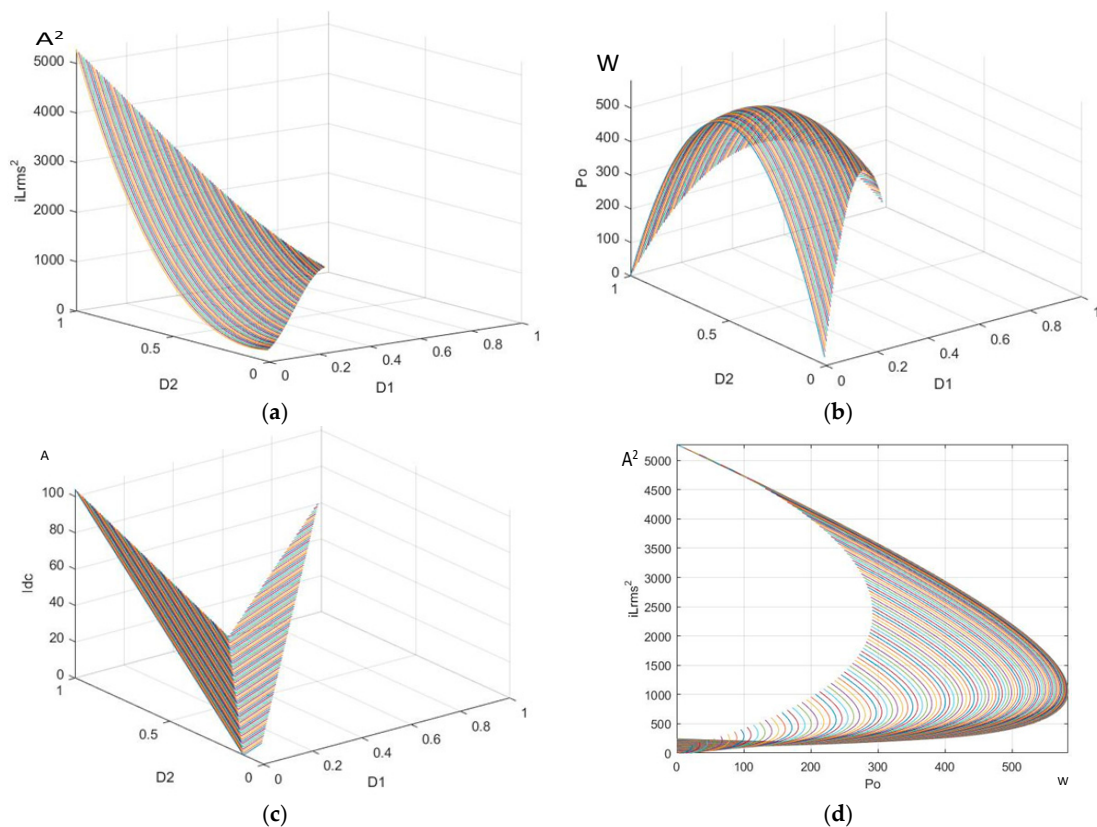 A²
5000
4000
3000
2000
1000
0
iLrms²
1
0.5
0
D2
0
0.2
0.4
0.6
0.8
1
D1
(a)
W
500
400
300
200
100
0
Po
1
0.5
0
D2
0
0.2
0.4
0.6
0.8
1
D1
(b)
A
100
80
60
40
20
0
Idc
1
0.5
0
D2
0
0.2
0.4
0.6
0.8
1
D1
(c)
A²
5000
4500
4000
3500
3000
2500
2000
1500
1000
500
0
iLrms²
0 100 200 300 400 500
Po
W
(d)